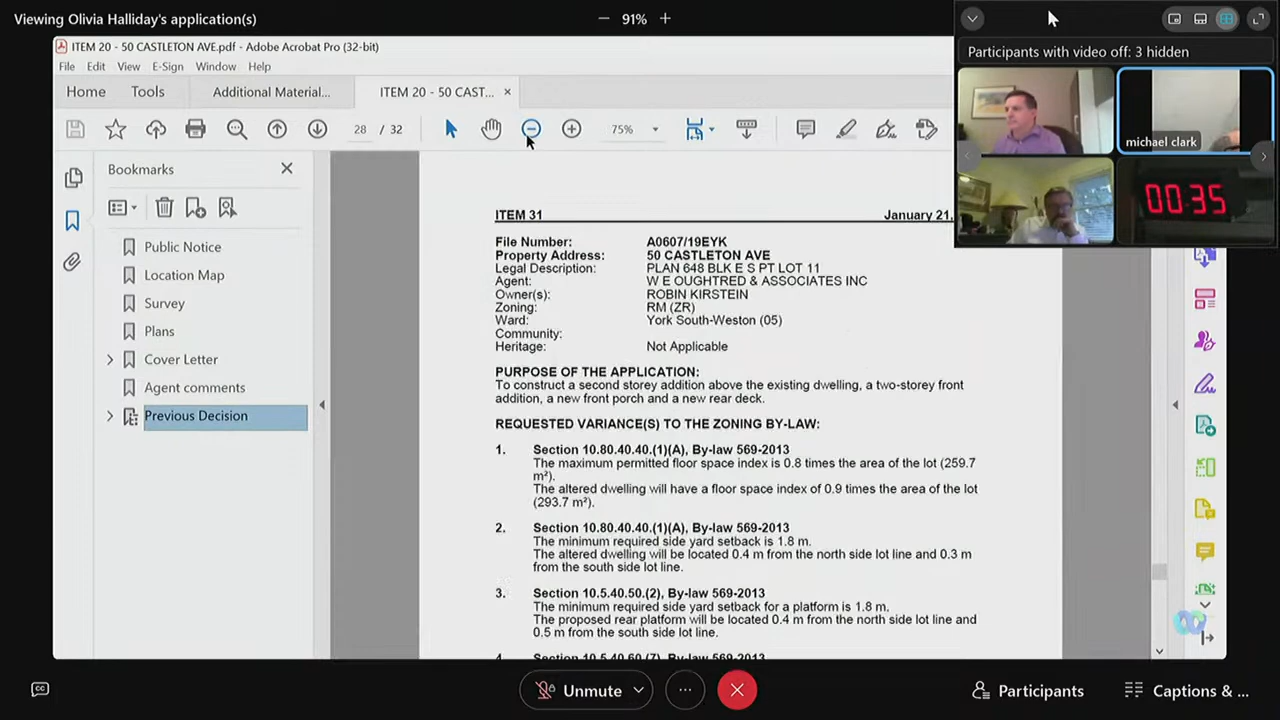 Viewing Olivia Halliday's application(s)
91%
Participants with video off: 3 hidden
michael clark
00:35
ITEM 20 - 50 CASTLETON AVE.pdf - Adobe Acrobat Pro (32-bit)
File Edit View E-Sign Window Help
Home Tools Additional Material... ITEM 20 - 50 CAST...
28 / 32 75%
Bookmarks
Public Notice
Location Map
Survey
Plans
Cover Letter
Agent comments
Previous Decision
ITEM 31 January 21,
File Number: A0607/19EYK
Property Address: 50 CASTLETON AVE
Legal Description: PLAN 648 BLK E S PT LOT 11
Agent: W E OUGHTRED & ASSOCIATES INC
Owner(s): ROBIN KIRSTEIN
Zoning: RM (ZR)
Ward: York South-Weston (05)
Community:
Heritage: Not Applicable
PURPOSE OF THE APPLICATION:
To construct a second storey addition above the existing dwelling, a two-storey front
addition, a new front porch and a new rear deck.
REQUESTED VARIANCE(S) TO THE ZONING BY-LAW:
1. Section 10.80.40.40.(1)(A), By-law 569-2013
The maximum permitted floor space index is 0.8 times the area of the lot (259.7
m²).
The altered dwelling will have a floor space index of 0.9 times the area of the lot
(293.7 m²).
2. Section 10.80.40.40.(1)(A), By-law 569-2013
The minimum required side yard setback is 1.8 m.
The altered dwelling will be located 0.4 m from the north side lot line and 0.3 m
from the south side lot line.
3. Section 10.5.40.50.(2), By-law 569-2013
The minimum required side yard setback for a platform is 1.8 m.
The proposed rear platform will be located 0.4 m from the north side lot line and
0.5 m from the south side lot line.
4. Section 10.5.40.60.(7), By-law 569-2013
Unmute
Participants
Captions & ...